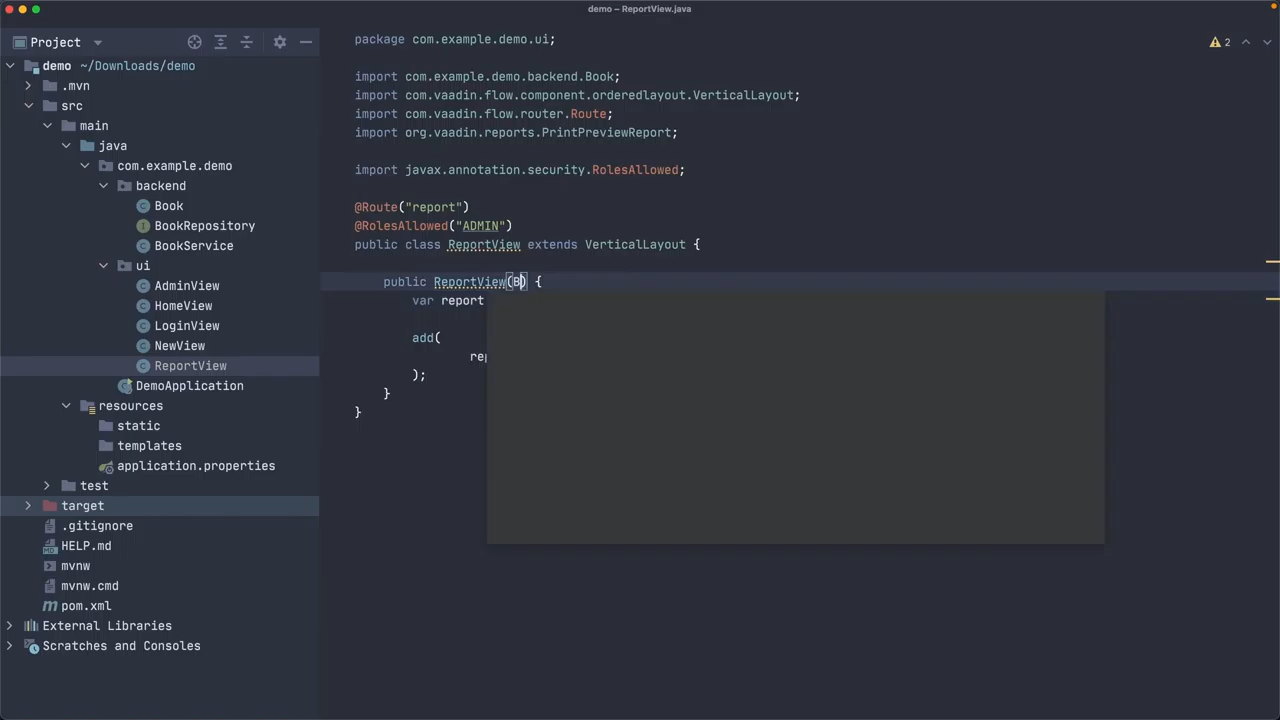 demo – ReportView.java
Project
demo ~/Downloads/demo
.mvn
src
main
java
com.example.demo
backend
Book
BookRepository
BookService
ui
AdminView
HomeView
LoginView
NewView
ReportView
DemoApplication
resources
static
templates
application.properties
test
target
.gitignore
HELP.md
mvnw
mvnw.cmd
pom.xml
External Libraries
Scratches and Consoles
package com.example.demo.ui;
import com.example.demo.backend.Book;
import com.vaadin.flow.component.orderedlayout.VerticalLayout;
import com.vaadin.flow.router.Route;
import org.vaadin.reports.PrintPreviewReport;
import javax.annotation.security.RolesAllowed;
@Route("report")
@RolesAllowed("ADMIN")
public class ReportView extends VerticalLayout {
public ReportView(B) {
var report
add(
rep
);
}
}
2